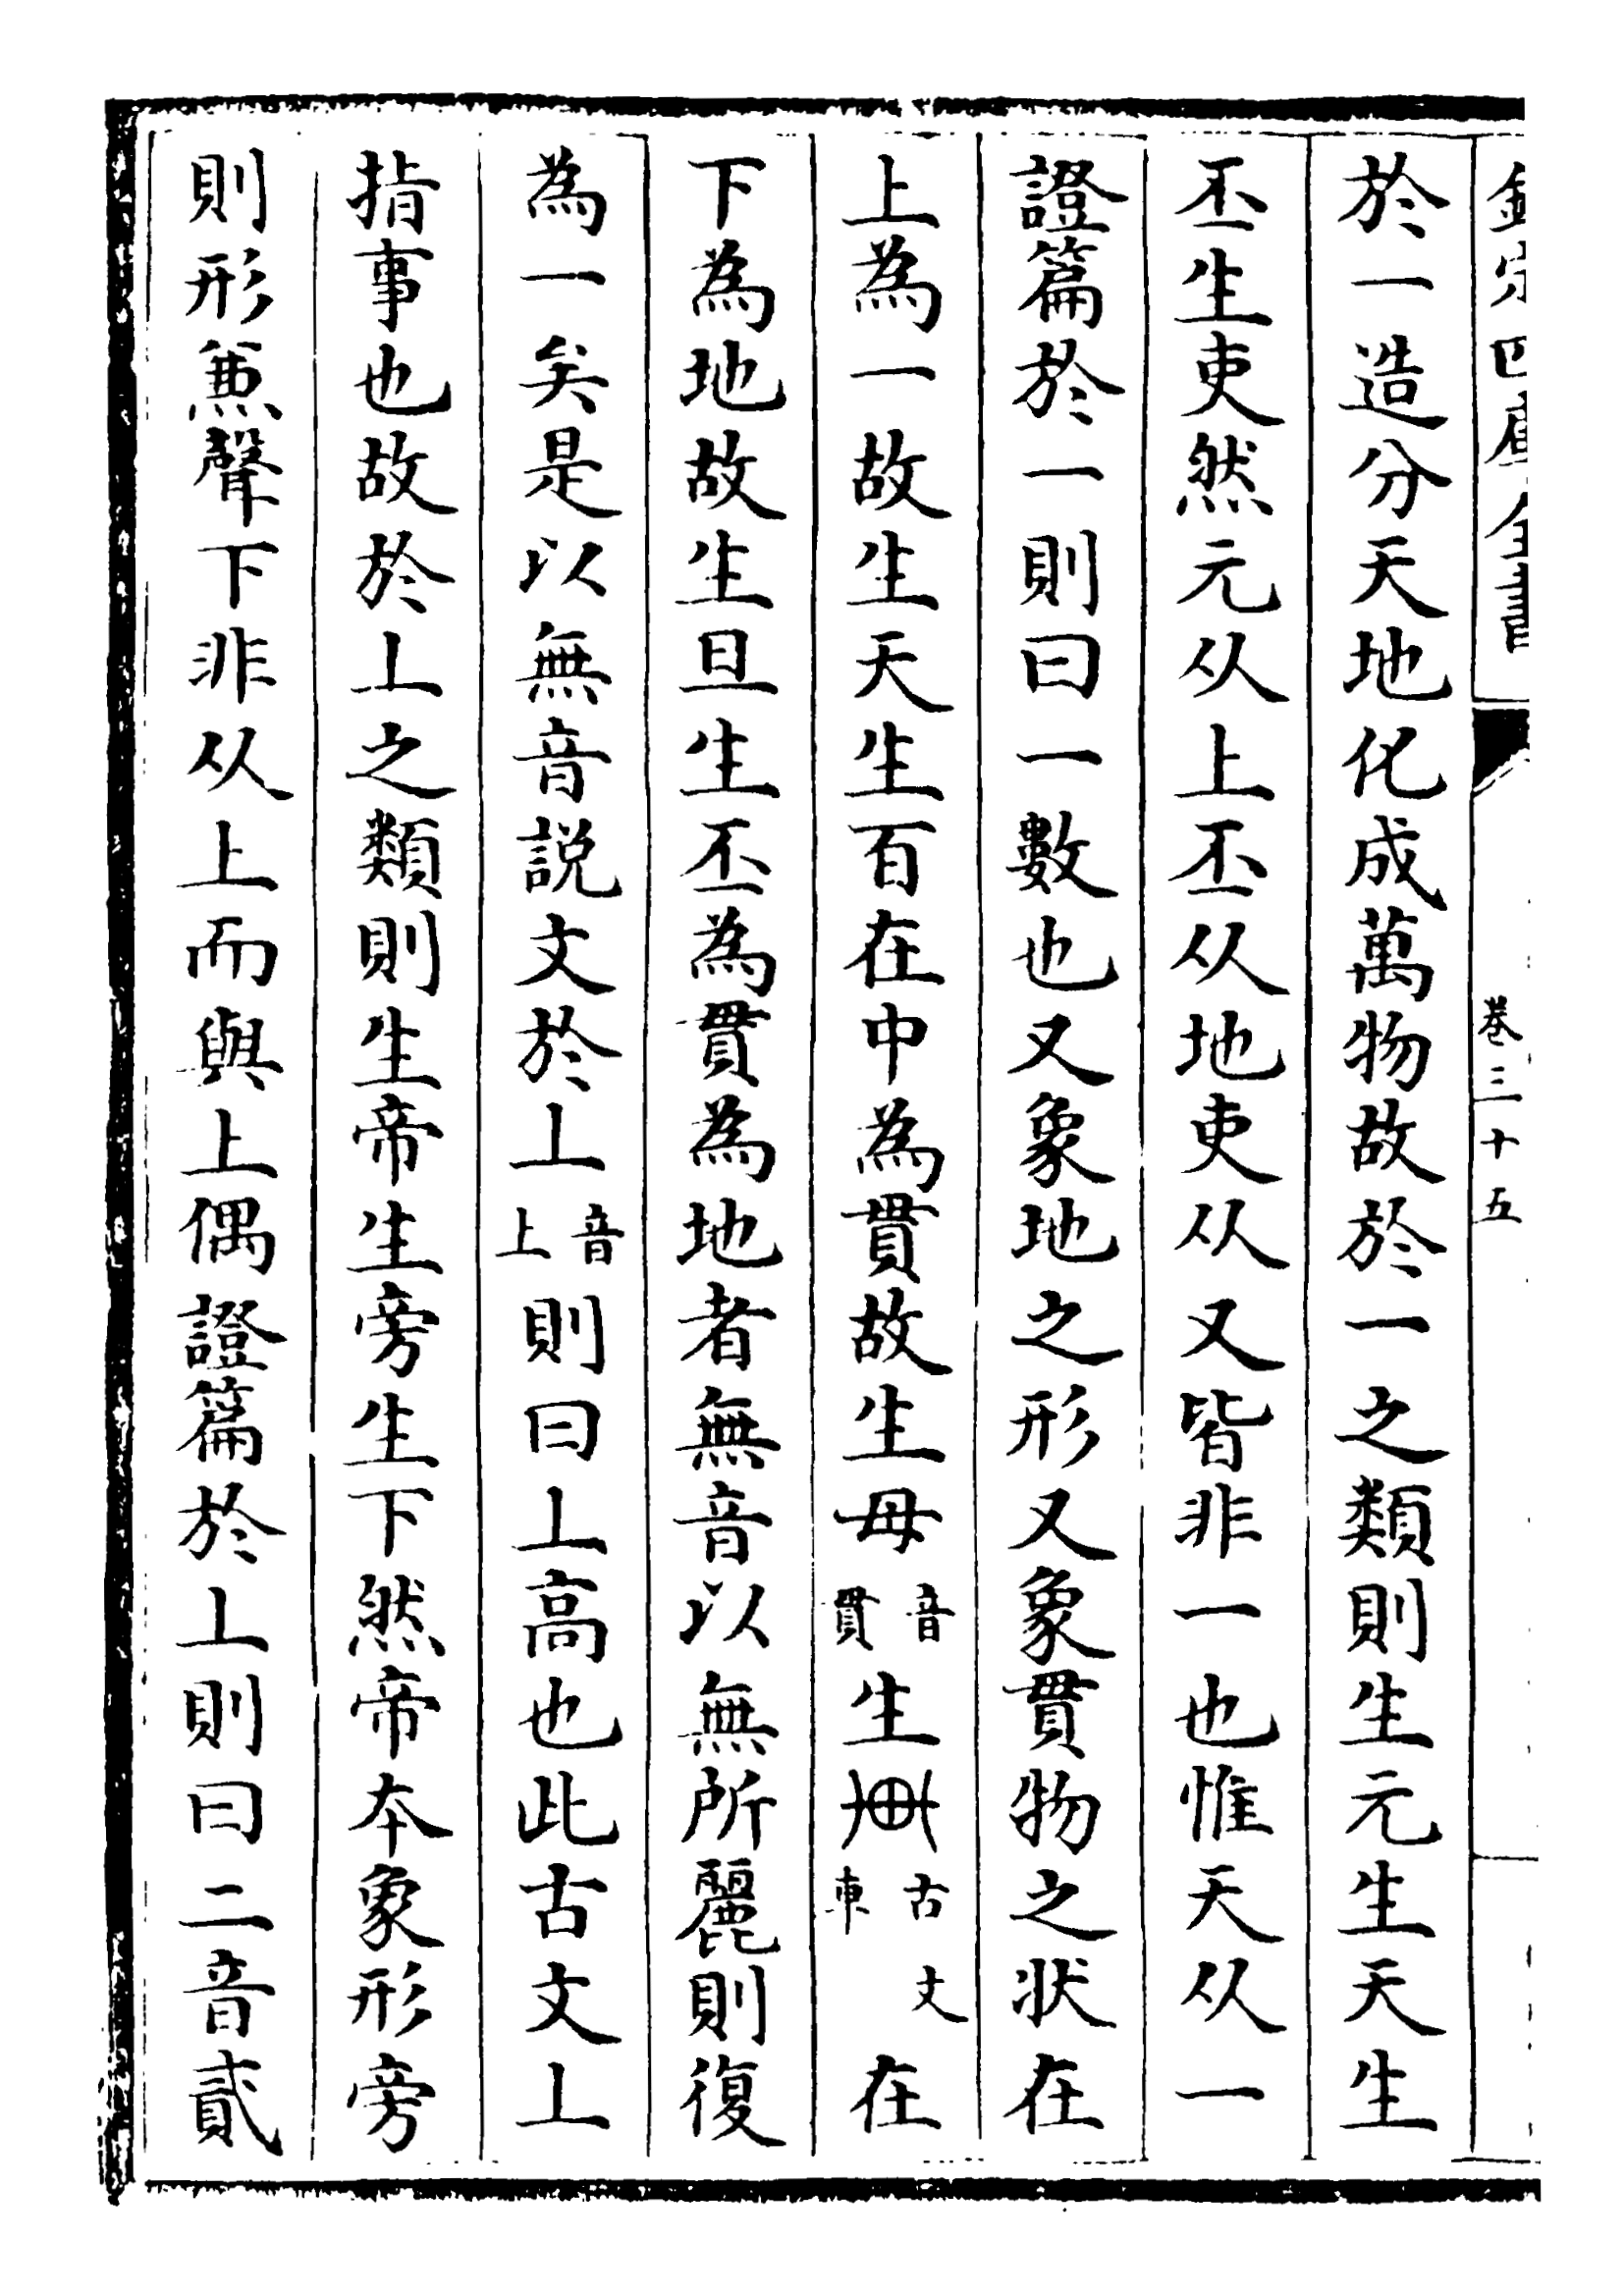 欽定四庫全書
卷三十五
於一造分天地化成萬物故於一之類則生元生天生
丕生吏然元从上丕从地吏从又皆非一也惟天从一
證篇於一則曰一數也又象地之形又象貫物之状在
上為一故生天生百在中為貫故生毌音貫生古文東在
下為地故生旦生丕為貫為地者無音以無所麗則復
為一矣是以無音説文於丄音上則曰丄高也此古文丄
指事也故於丄之類則生帝生旁生下然帝本象形旁
則形兼聲下非从上而與上偶證篇於丄則曰二音貳